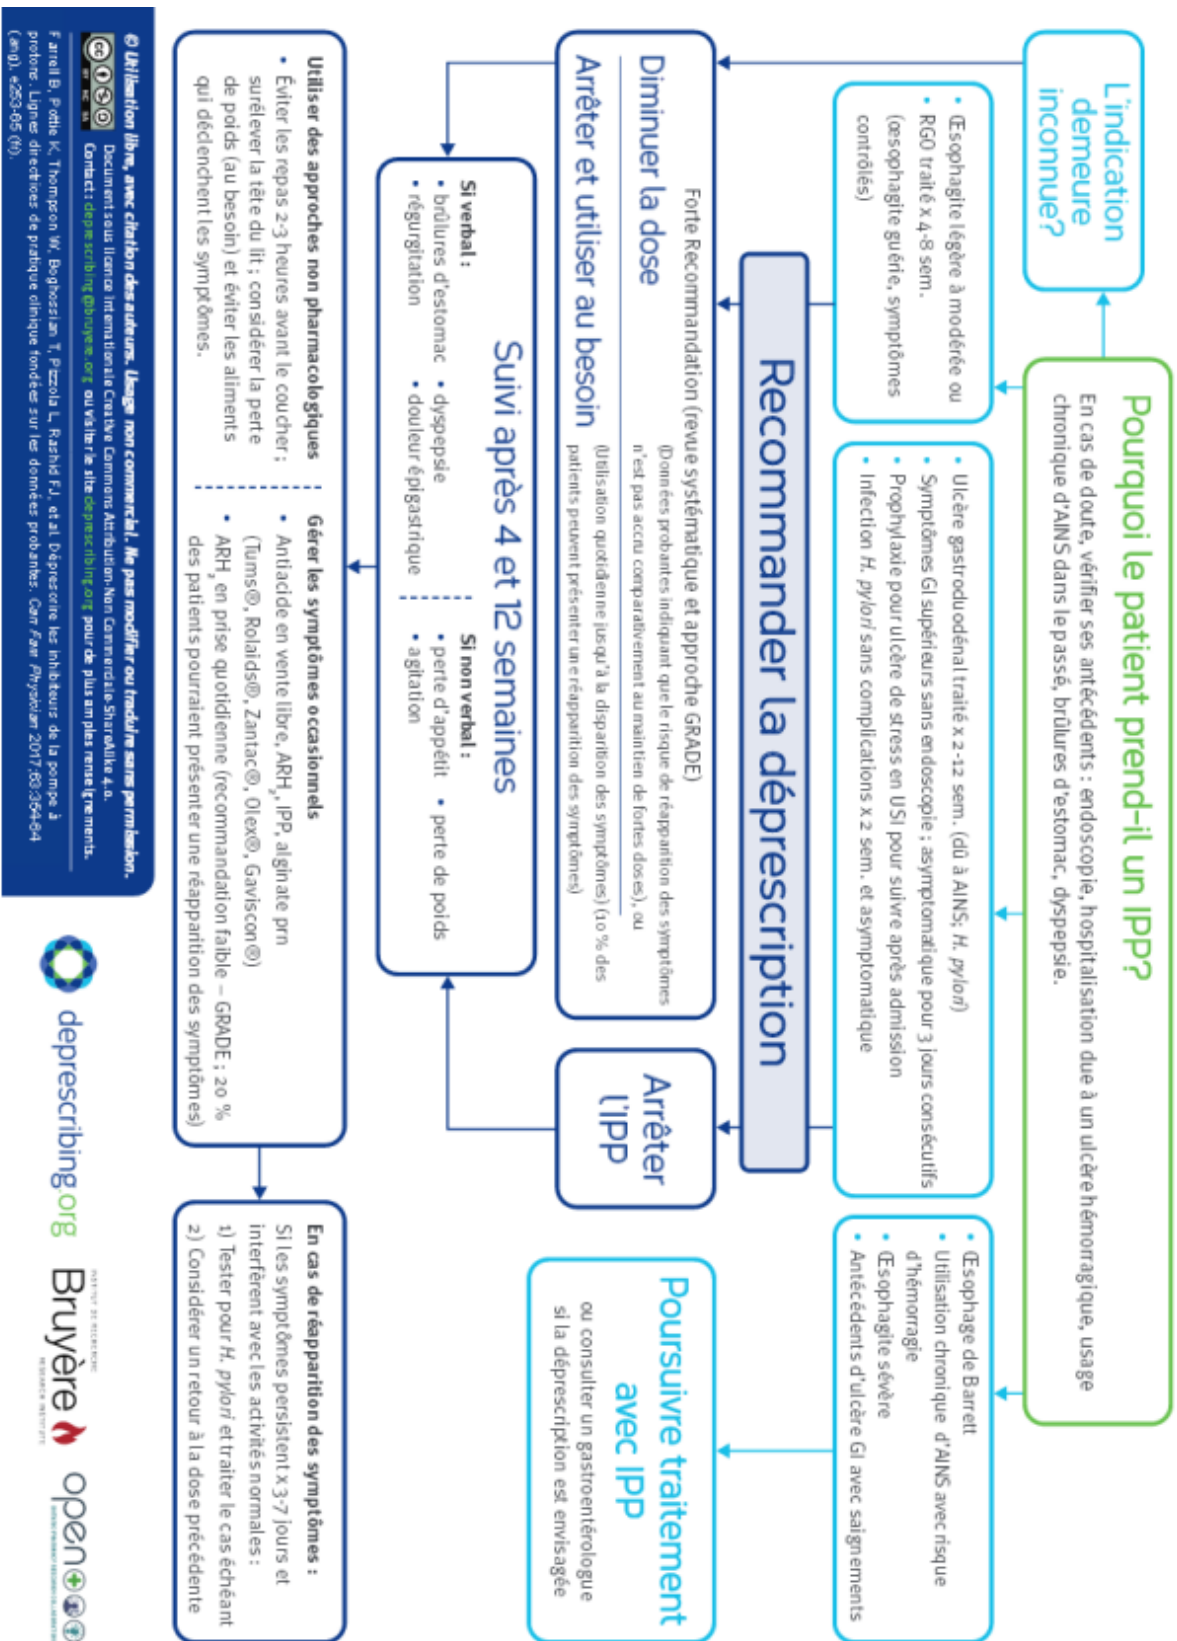 Pourquoi le patient prend-il un IPP?
En cas de doute, vérifier ses antécédents : endoscopie, hospitalisation due à un ulcère hémorragique, usage
chronique d'AINS dans le passé, brûlures d'estomac, dyspepsie.
L'indication
demeure
inconnue?
• Œsophagite légère à modérée ou
• RGO traité x 4-8 sem.
(œsophagite guérie, symptômes
contrôlés)
• Ulcère gastroduodénal traité x 2-12 sem. (dû à AINS; H. pylori)
• Symptômes GI supérieurs sans endoscopie ; asymptomatique pour 3 jours consécutifs
• Prophylaxie pour ulcère de stress en USI pour suivre après admission
• Infection H. pylori sans complications x 2 sem. et asymptomatique
• Œsophage de Barrett
• Utilisation chronique d'AINS avec risque
d'hémorragie
• Œsophagite sévère
• Antécédents d'ulcère GI avec saignements
Recommander la déprescription
Forte Recommandation (revue systématique et approche GRADE)
Diminuer la dose
(Données probantes indiquant que le risque de réapparition des symptômes
n'est pas accru comparativement au maintien de fortes doses), ou
Arrêter et utiliser au besoin
(Utilisation quotidienne jusqu'à la disparition des symptômes) (10 % des
patients peuvent présenter une réapparition des symptômes)
Arrêter
l'IPP
Poursuivre traitement
avec IPP
ou consulter un gastroentérologue
si la déprescription est envisagée
Suivi après 4 et 12 semaines
Si verbal :
• brûlures d'estomac • dyspepsie
• régurgitation • douleur épigastrique
Si non verbal :
• perte d'appétit • perte de poids
• agitation
Utiliser des approches non pharmacologiques
• Éviter les repas 2-3 heures avant le coucher ;
surélever la tête du lit ; considérer la perte
de poids (au besoin) et éviter les aliments
qui déclenchent les symptômes.
Gérer les symptômes occasionnels
• Antiacide en vente libre, ARH₂, IPP, alginate prn
(Tums®, Rolaids®, Zantac®, Olex®, Gaviscon®)
• ARH₂ en prise quotidienne (recommandation faible – GRADE ; 20 %
des patients pourraient présenter une réapparition des symptômes)
En cas de réapparition des symptômes :
Si les symptômes persistent x 3-7 jours et
interfèrent avec les activités normales :
1) Tester pour H. pylori et traiter le cas échéant
2) Considérer un retour à la dose précédente
© Utilisation libre, avec citation des auteurs. Usage non commercial. Ne pas modifier ou traduire sans permission.
cc BY NC SA
Document sous licence internationale Creative Commons Attribution-Non Commerciale-ShareAlike 4.0.
Contact : deprescribing@bruyere.org ou visiter le site deprescribing.org pour de plus amples renseignements.
Farrell B, Pottie K, Thompson W, Boghossian T, Pizzola L, Rashid FJ, et al. Déprescrire les inhibiteurs de la pompe à
protons. Lignes directrices de pratique clinique fondées sur les données probantes. Can Fam Physician 2017;63:354-64
(ang), e253-65 (fr).
deprescribing.org
INSTITUT DE RECHERCHE
Bruyère
RESEARCH INSTITUTE
open